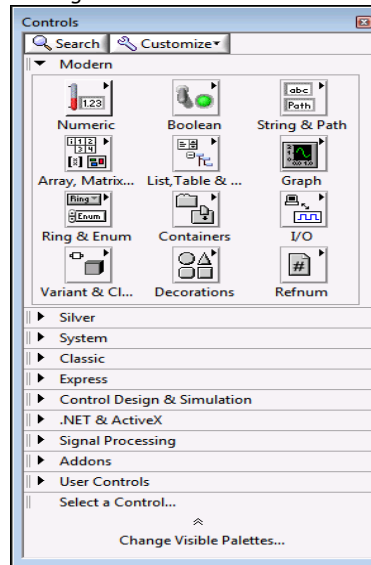 Controls
Search Customize
Modern
1.23
abc
Path
Numeric Boolean String & Path
Array, Matrix... List, Table & ... Graph
Ring
Enum
Ring & Enum Containers I/O
#
Variant & Cl... Decorations Refnum
Silver
System
Classic
Express
Control Design & Simulation
.NET & ActiveX
Signal Processing
Addons
User Controls
Select a Control...
Change Visible Palettes...